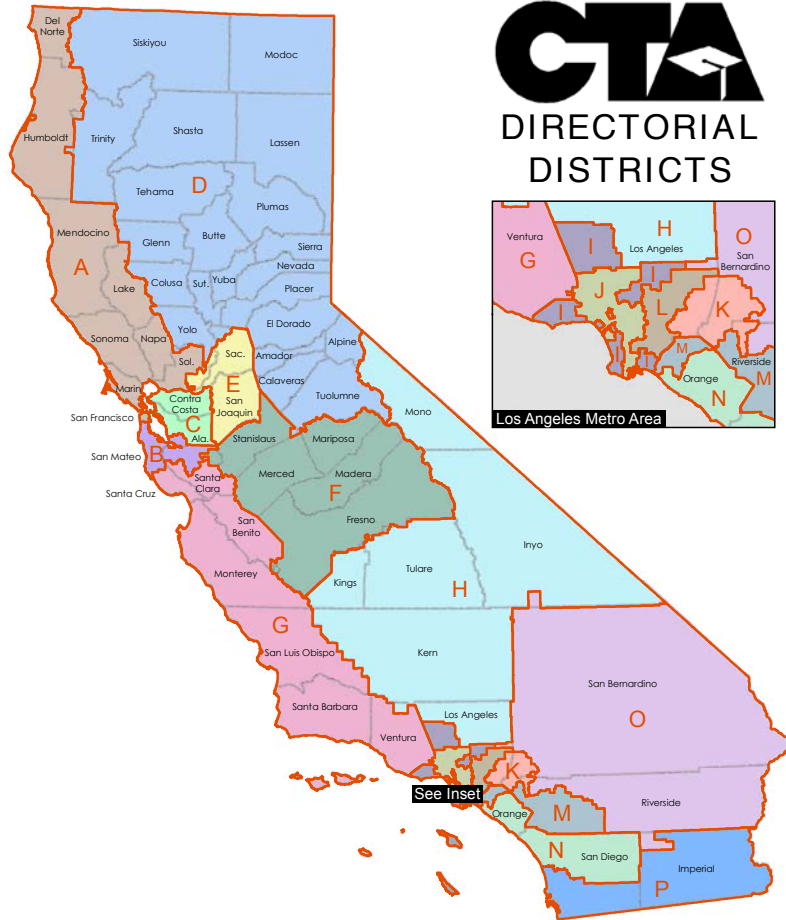 CTA
DIRECTORIAL
DISTRICTS
Del
Norte
Siskiyou
Modoc
Humboldt
Trinity
Shasta
Lassen
Tehama
D
Plumas
Mendocino
Glenn
Butte
Sierra
A
Lake
Colusa
Sut.
Yuba
Nevada
Placer
Sonoma
Napa
Yolo
El Dorado
Sol.
Sac.
Amador
Alpine
Marin
E
Calaveras
Contra
Costa
San
Joaquin
Tuolumne
Mono
San Francisco
C
Ala.
Stanislaus
Mariposa
San Mateo
B
Santa
Clara
Merced
Madera
Santa Cruz
F
Fresno
San
Benito
Inyo
Monterey
Kings
Tulare
H
G
San Luis Obispo
Kern
San Bernardino
Santa Barbara
Ventura
Los Angeles
O
K
See Inset
Riverside
Orange
M
N
San Diego
Imperial
P
H
Ventura
I
Los Angeles
O
San
Bernardino
G
I
J
I
L
K
M
I
I
Riverside
Orange
M
N
Los Angeles Metro Area